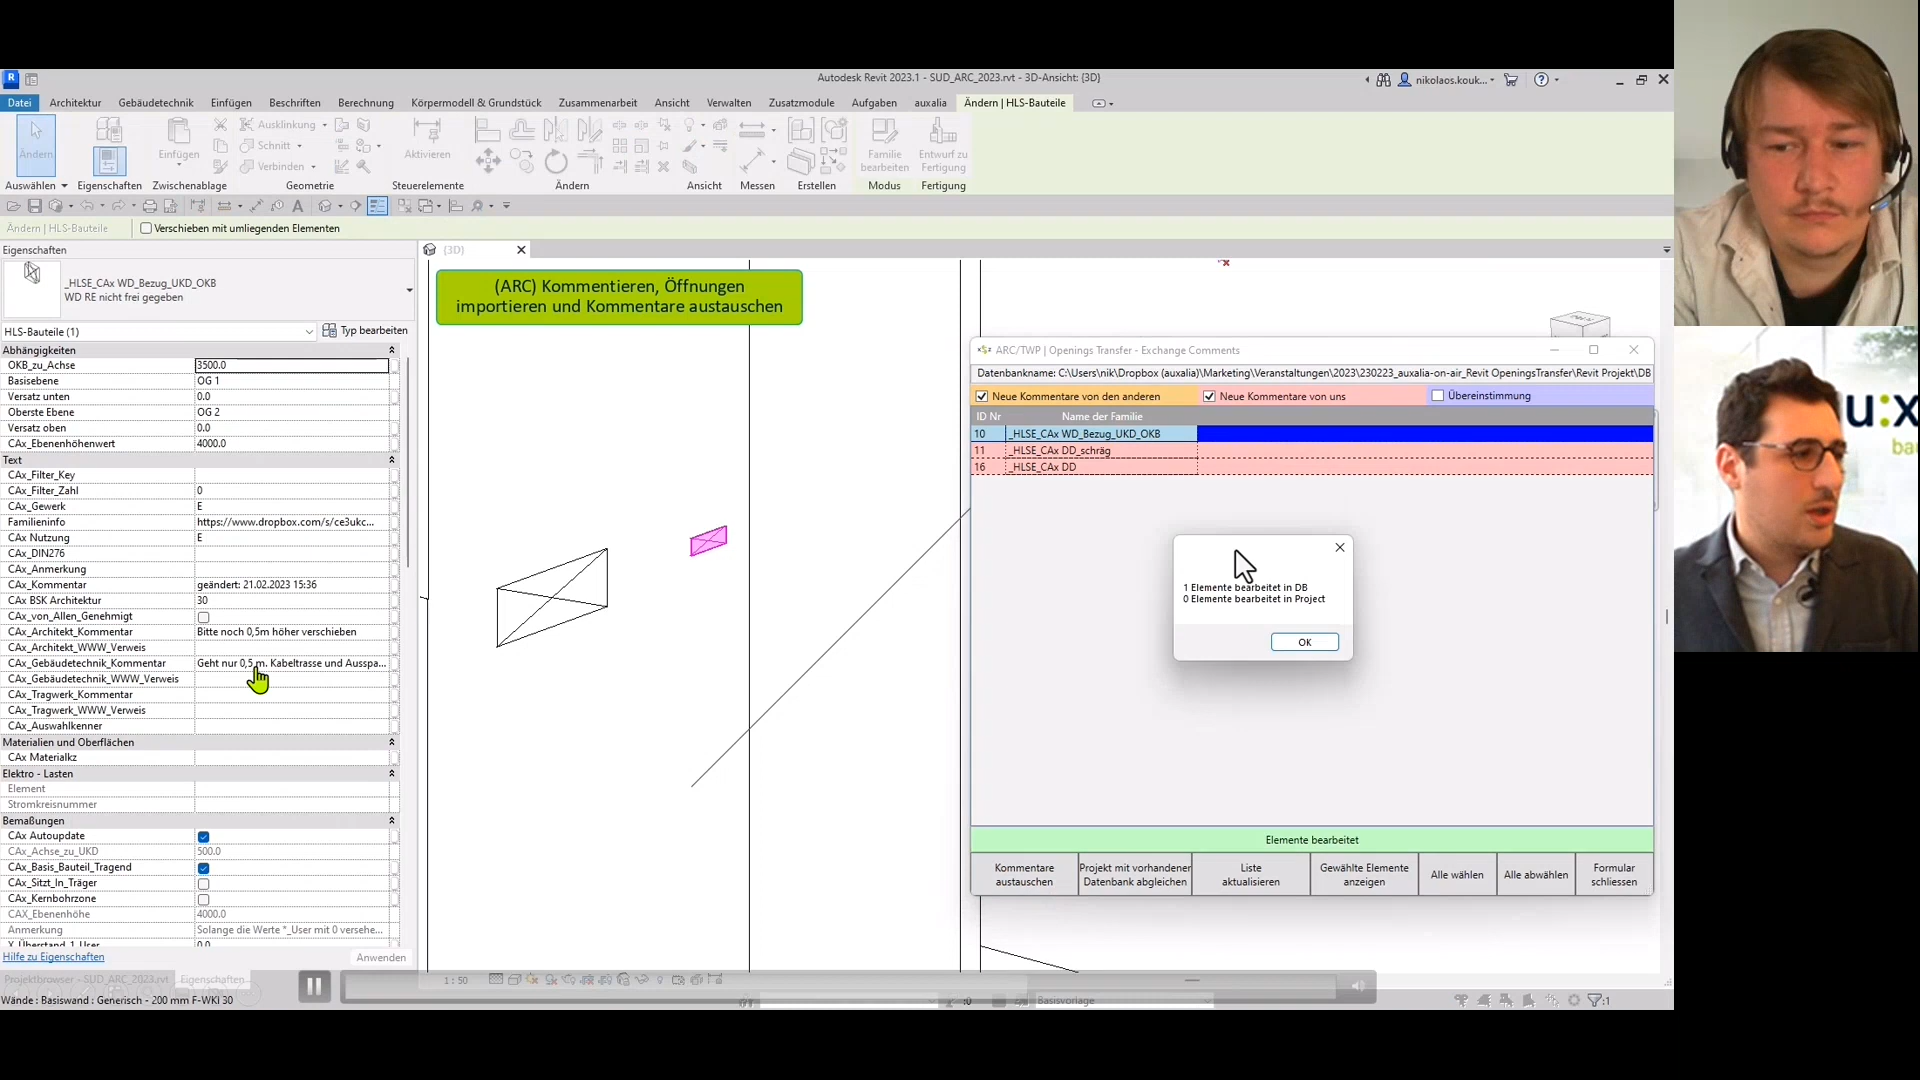 Autodesk Revit 2023.1 - SUD_ARC_2023.rvt - 3D-Ansicht: {3D}
nikolaos.kouk...
Datei Architektur Gebäudetechnik Einfügen Beschriften Berechnung Körpermodell & Grundstück Zusammenarbeit Ansicht Verwalten Zusatzmodule Aufgaben auxalia Ändern | HLS-Bauteile
Ausklinkung
Schnitt
Verbinden
Ändern
Einfügen
Aktivieren
Familie bearbeiten
Entwurf zu Fertigung
Auswählen Eigenschaften Zwischenablage Geometrie Steuerelemente Ändern Ansicht Messen Erstellen Modus Fertigung
Ändern | HLS-Bauteile Verschieben mit umliegenden Elementen
Eigenschaften
{3D}
_HLSE_CAx WD_Bezug_UKD_OKB
WD RE nicht frei gegeben
HLS-Bauteile (1) Typ bearbeiten
Abhängigkeiten
OKB_zu_Achse 3500.0
Basisebene OG 1
Versatz unten 0.0
Oberste Ebene OG 2
Versatz oben 0.0
CAx_Ebenenhöhenwert 4000.0
Text
CAx_Filter_Key
CAx_Filter_Zahl 0
CAx_Gewerk E
Familieninfo https://www.dropbox.com/s/ce3ukc...
CAx Nutzung E
CAx_DIN276
CAx_Anmerkung
CAx_Kommentar geändert: 21.02.2023 15:36
CAx BSK Architektur 30
CAx_von_Allen_Genehmigt
CAx_Architekt_Kommentar Bitte noch 0,5m höher verschieben
CAx_Architekt_WWW_Verweis
CAx_Gebäudetechnik_Kommentar Geht nur 0,5 m. Kabeltrasse und Ausspa...
CAx_Gebäudetechnik_WWW_Verweis
CAx_Tragwerk_Kommentar
CAx_Tragwerk_WWW_Verweis
CAx_Auswahlkenner
Materialien und Oberflächen
CAx Materialkz
Elektro - Lasten
Element
Stromkreisnummer
Bemaßungen
CAx Autoupdate
CAx_Achse_zu_UKD 500.0
CAx_Basis_Bauteil_Tragend
CAx_Sitzt_In_Träger
CAx_Kernbohrzone
CAX_Ebenenhöhe 4000.0
Anmerkung Solange die Werte *_User mit 0 versehe...
X_Überstand_1_User 0.0
Hilfe zu Eigenschaften Anwenden
Projektbrowser - SUD_ARC_2023.rvt Eigenschaften
Wände : Basiswand : Generisch - 200 mm F-WKI 30
(ARC) Kommentieren, Öffnungen
importieren und Kommentare austauschen
ARC/TWP | Openings Transfer - Exchange Comments
Datenbankname: C:\Users\nik\Dropbox (auxalia)\Marketing\Veranstaltungen\2023\230223_auxalia-on-air_Revit OpeningsTransfer\Revit Projekt\DB
Neue Kommentare von den anderen Neue Kommentare von uns Übereinstimmung
ID Nr Name der Familie
10 _HLSE_CAx WD_Bezug_UKD_OKB
11 _HLSE_CAx DD_schräg
16 _HLSE_CAx DD
1 Elemente bearbeitet in DB
0 Elemente bearbeitet in Project
OK
Elemente bearbeitet
Kommentare austauschen
Projekt mit vorhandener Datenbank abgleichen
Liste aktualisieren
Gewählte Elemente anzeigen
Alle wählen
Alle abwählen
Formular schliessen
1 : 50
:0
Basisvorlage
:1
u:x
bau